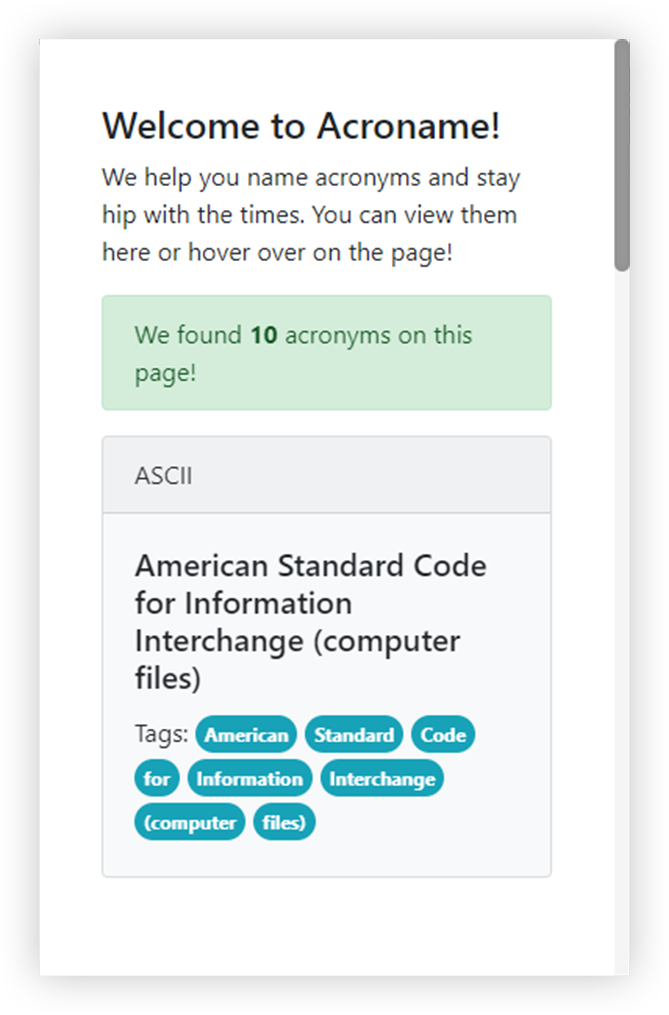 Welcome to Acroname!
We help you name acronyms and stay
hip with the times. You can view them
here or hover over on the page!
We found 10 acronyms on this
page!
ASCII
American Standard Code
for Information
Interchange (computer
files)
Tags: American Standard Code
for Information Interchange
(computer files)